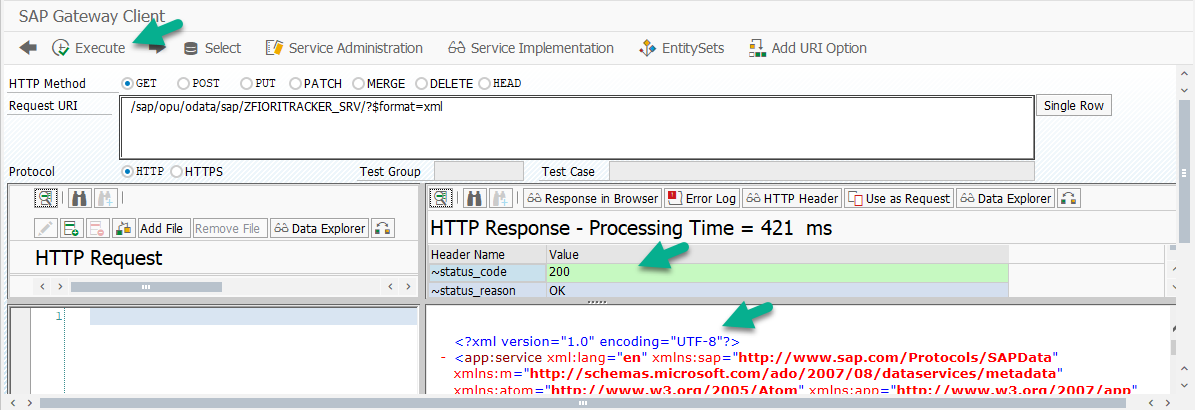 SAP Gateway Client
Execute Select Service Administration Service Implementation EntitySets Add URI Option
HTTP Method GET POST PUT PATCH MERGE DELETE HEAD
Request URI /sap/opu/odata/sap/ZFIORITRACKER_SRV/?$format=xml Single Row
Protocol HTTP HTTPS Test Group Test Case
Response in Browser Error Log HTTP Header Use as Request Data Explorer
Add File Remove File Data Explorer
HTTP Response - Processing Time = 421 ms
HTTP Request
Header Name Value
~status_code 200
~status_reason OK
1
<?xml version="1.0" encoding="UTF-8"?>
- <app:service xml:lang="en" xmlns:sap="http://www.sap.com/Protocols/SAPData"
xmlns:m="http://schemas.microsoft.com/ado/2007/08/dataservices/metadata"
xmlns:atom="http://www.w3.org/2005/Atom" xmlns:app="http://www.w3.org/2007/app"